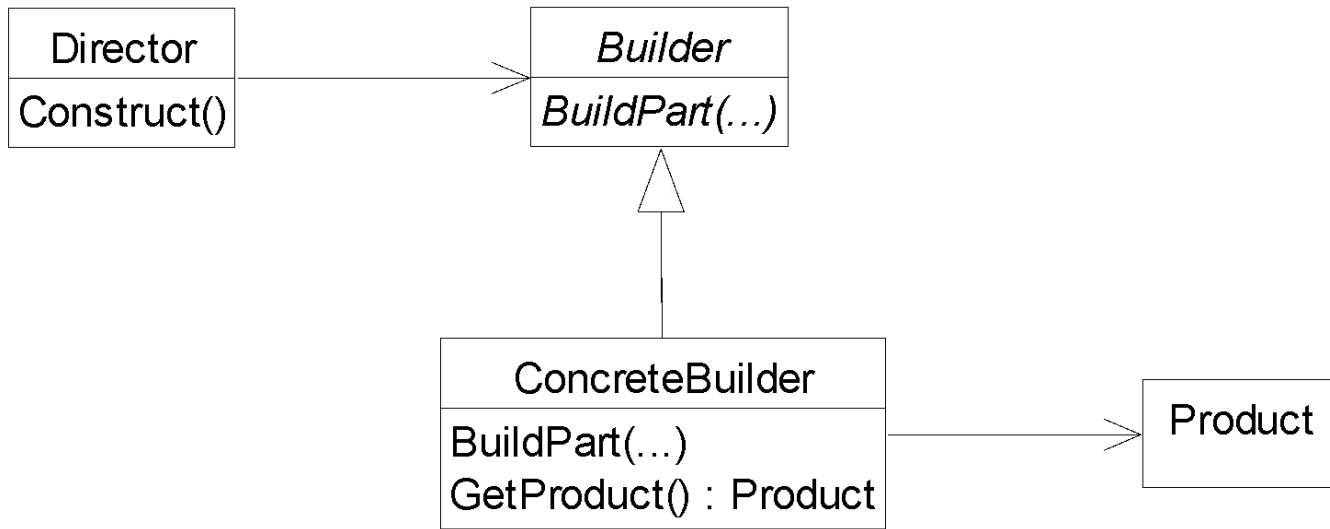 Director
Construct()
Builder
BuildPart(...)
ConcreteBuilder
BuildPart(...)
GetProduct() : Product
Product